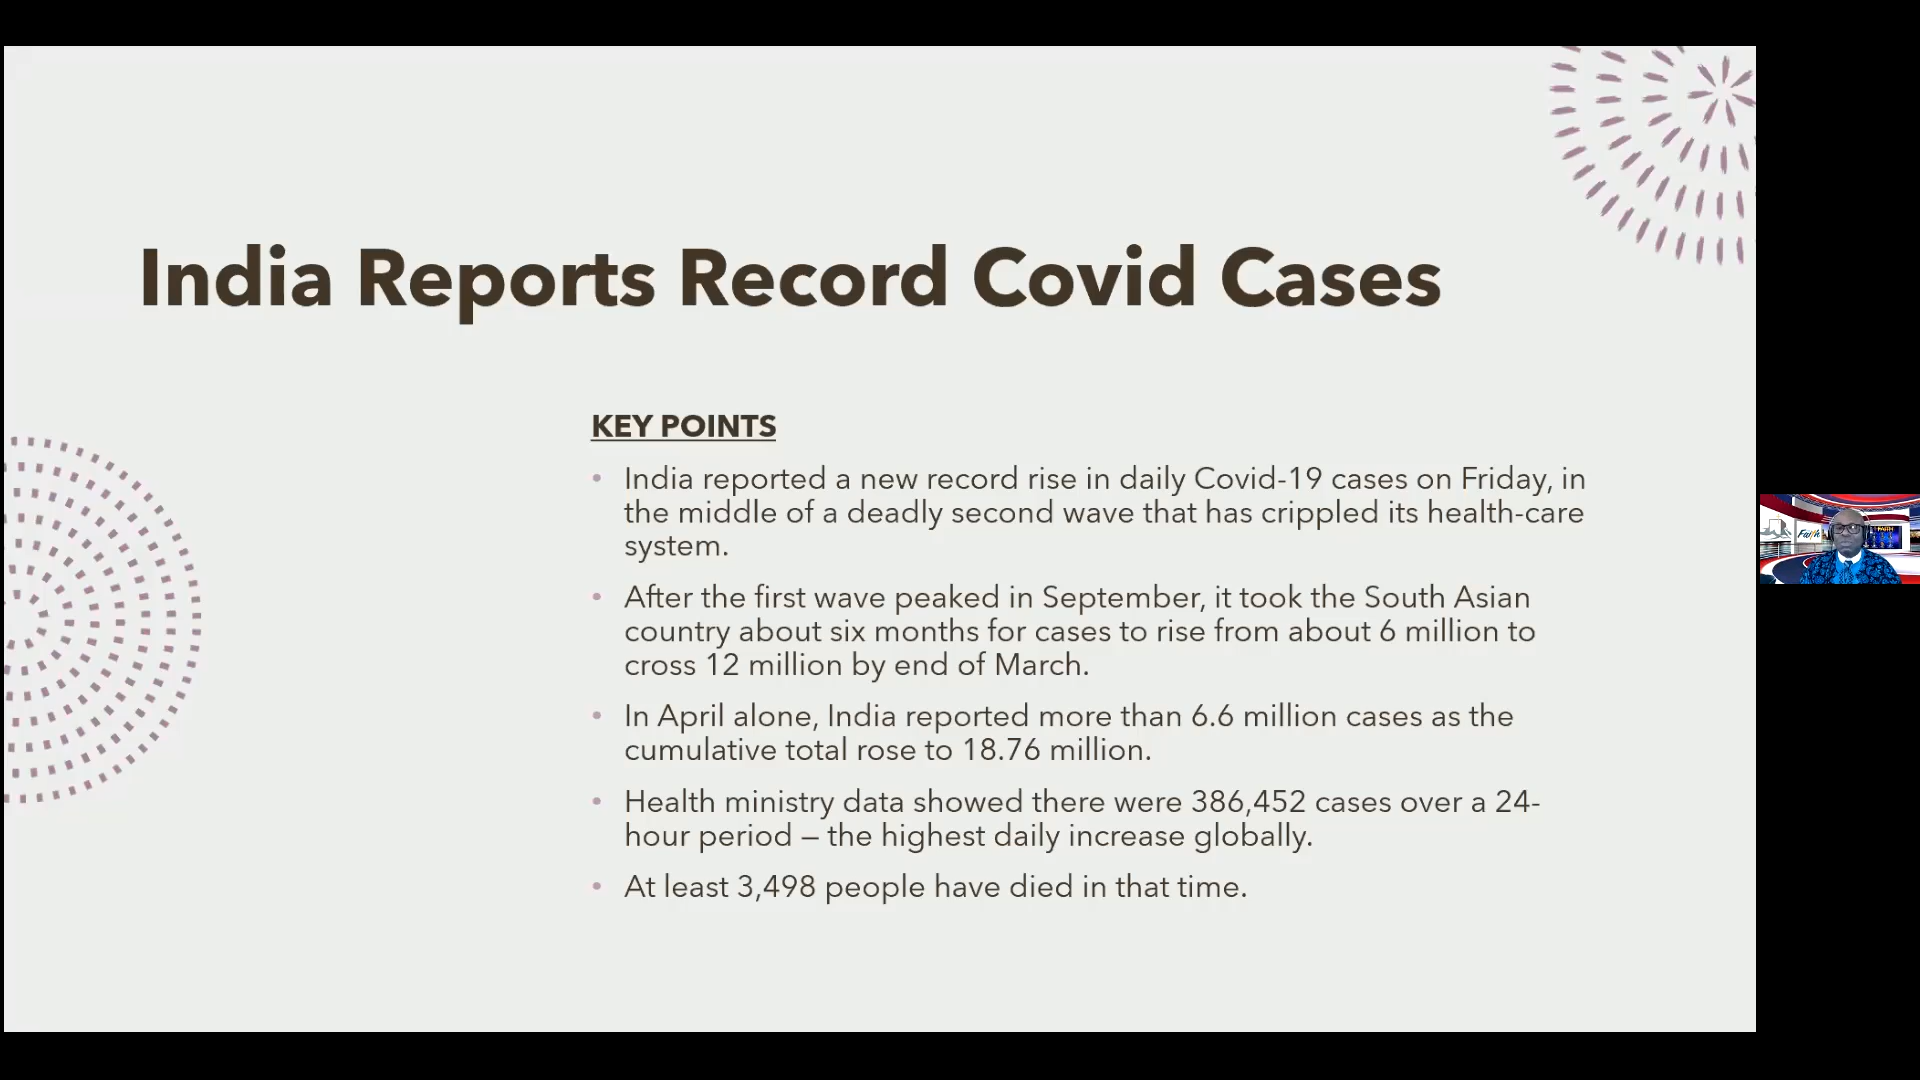 India Reports Record Covid Cases
KEY POINTS
• India reported a new record rise in daily Covid-19 cases on Friday, in
the middle of a deadly second wave that has crippled its health-care
system.
• After the first wave peaked in September, it took the South Asian
country about six months for cases to rise from about 6 million to
cross 12 million by end of March.
• In April alone, India reported more than 6.6 million cases as the
cumulative total rose to 18.76 million.
• Health ministry data showed there were 386,452 cases over a 24-
hour period – the highest daily increase globally.
• At least 3,498 people have died in that time.
Faith
FAITH